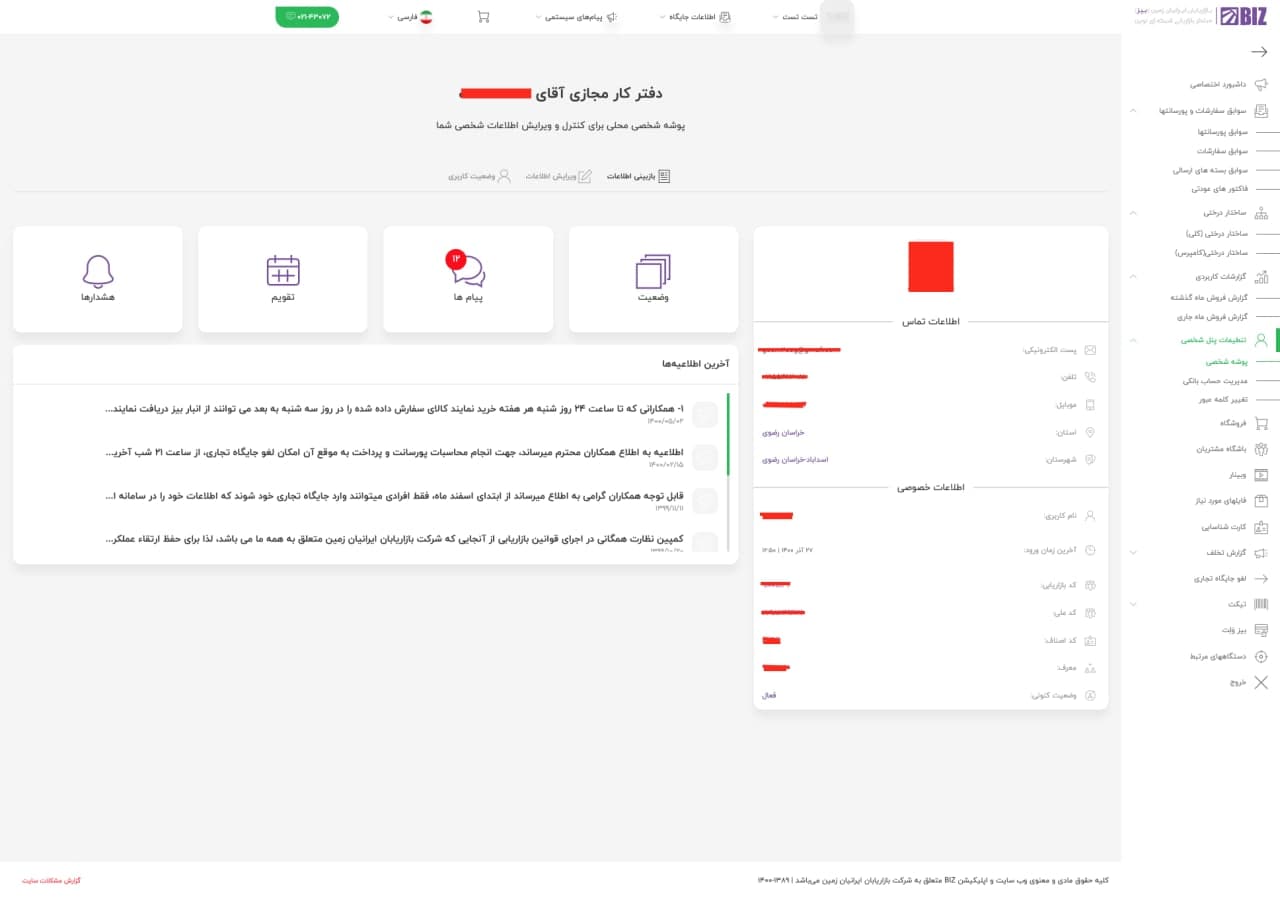 BIZ
بازاریابان ایرانیان زمین (بیز)
تست تست
اطلاعات جایگاه
پیام‌های سیستمی
فارسی
۰۲۱-۴۳۰۷۲
داشبورد اختصاصی
سوابق سفارشات و پورسانتها
سوابق پورسانتها
سوابق سفارشات
سوابق بسته های ارسالی
فاکتور های عودتی
ساختار درختی
ساختار درختی (کلی)
ساختار درختی(کامپرس)
گزارشات کاربردی
گزارش فروش ماه گذشته
گزارش فروش ماه جاری
تنظیمات پنل شخصی
پوشه شخصی
مدیریت حساب بانکی
تغییر کلمه عبور
فروشگاه
باشگاه مشتریان
وبینار
فایلهای مورد نیاز
کارت شناسایی
گزارش تخلف
لغو جایگاه تجاری
تیکت
بیز ولت
دستگاههای مرتبط
خروج
دفتر کار مجازی آقای
پوشه شخصی محلی برای کنترل و ویرایش اطلاعات شخصی شما
بازبینی اطلاعات
ویرایش اطلاعات
وضعیت کاربری
اطلاعات تماس
پست الکترونیکی:
تلفن:
موبایل:
استان:
خراسان رضوی
شهرستان:
اسداباد-خراسان رضوی
اطلاعات خصوصی
نام کاربری:
آخرین زمان ورود:
۲۷ آذر ۱۴۰۰ | ۱۲:۵۰
کد بازاریابی:
کد ملی:
کد اصناف:
معرف:
وضعیت کنونی:
فعال
وضعیت
۱۲
پیام ها
تقویم
هشدارها
آخرین اطلاعیه‌ها
۱- همکارانی که تا ساعت ۲۴ روز شنبه هر هفته خرید نمایند کالای سفارش داده شده را در روز سه شنبه به بعد می توانند از انبار بیز دریافت نمایند...
۱۴۰۰/۰۵/۰۲
اطلاعیه به اطلاع همکاران محترم میرساند، جهت انجام محاسبات پورسانت و پرداخت به موقع آن امکان لغو جایگاه تجاری، از ساعت ۲۱ شب آخری...
۱۴۰۰/۰۲/۱۵
قابل توجه همکاران گرامی به اطلاع میرساند از ابتدای اسفند ماه، فقط افرادی میتوانند وارد جایگاه تجاری خود شوند که اطلاعات خود را در سامانه ا...
۱۳۹۹/۱۱/۱۱
کمپین نظارت همگانی در اجرای قوانین بازاریابی از آنجایی که شرکت بازاریابان ایرانیان زمین متعلق به همه ما می باشد، لذا برای حفظ ارتقاء عملکر...
کلیه حقوق مادی و معنوی وب سایت و اپلیکیشن BIZ متعلق به شرکت بازاریابان ایرانیان زمین می‌باشد | ۱۳۸۹-۱۴۰۰
گزارش مشکلات سایت